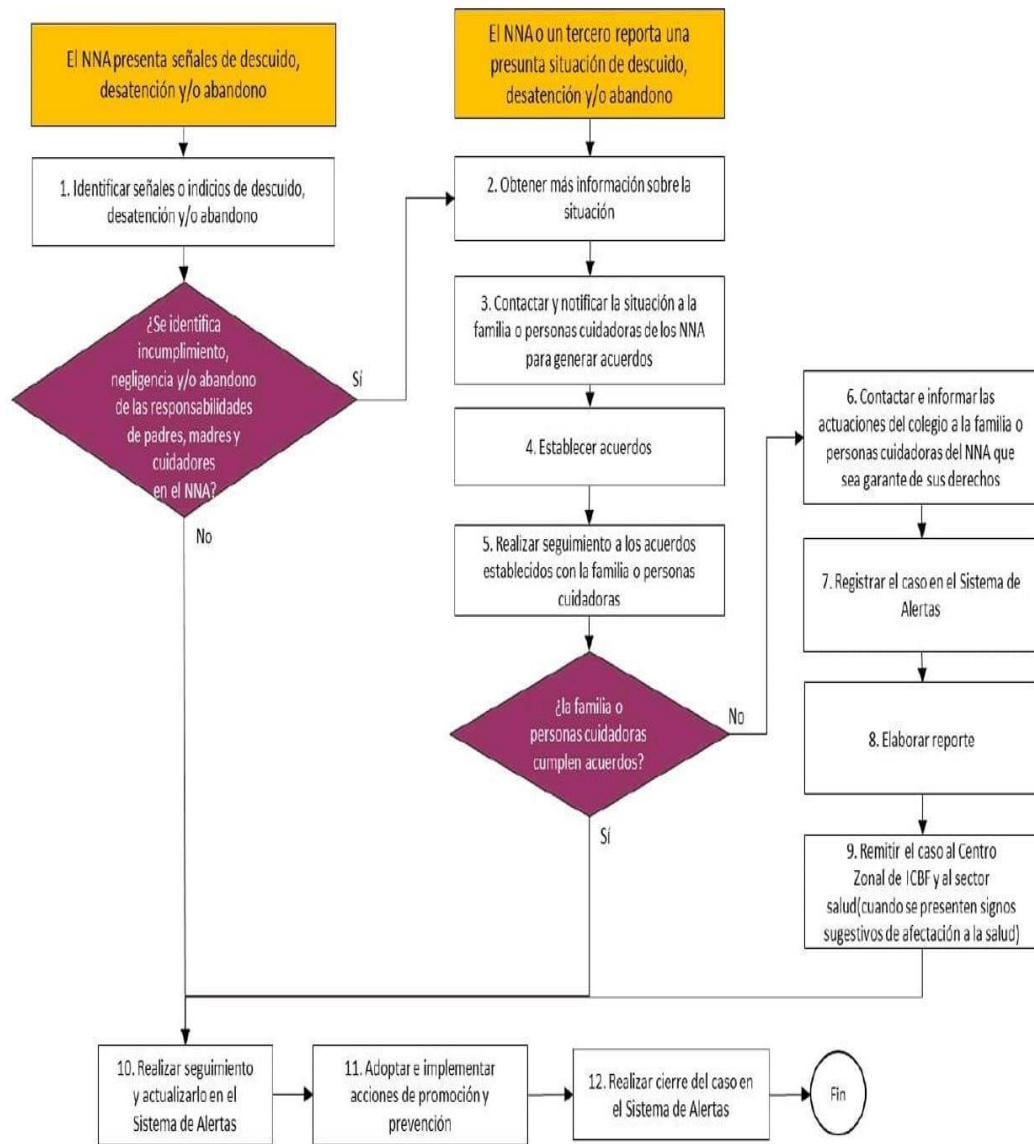 El NNA presenta señales de descuido,
desatención y/o abandono
El NNA o un tercero reporta una
presunta situación de descuido,
desatención y/o abandono
1. Identificar señales o indicios de descuido,
desatención y/o abandono
2. Obtener más información sobre la
situación
¿Se identifica
incumplimiento,
negligencia y/o abandono
de las responsabilidades
de padres, madres y
cuidadores
en el NNA?
Sí
No
3. Contactar y notificar la situación a la
familia o personas cuidadoras de los NNA
para generar acuerdos
4. Establecer acuerdos
5. Realizar seguimiento a los acuerdos
establecidos con la familia o personas
cuidadoras
¿la familia o
personas cuidadoras
cumplen acuerdos?
No
Sí
6. Contactar e informar las
actuaciones del colegio a la familia o
personas cuidadoras del NNA que
sea garante de sus derechos
7. Registrar el caso en el Sistema de
Alertas
8. Elaborar reporte
9. Remitir el caso al Centro
Zonal de ICBF y al sector
salud(cuando se presenten signos
sugestivos de afectación a la salud)
10. Realizar seguimiento
y actualizarlo en el
Sistema de Alertas
11. Adoptar e implementar
acciones de promoción y
prevención
12. Realizar cierre del caso en
el Sistema de Alertas
Fin